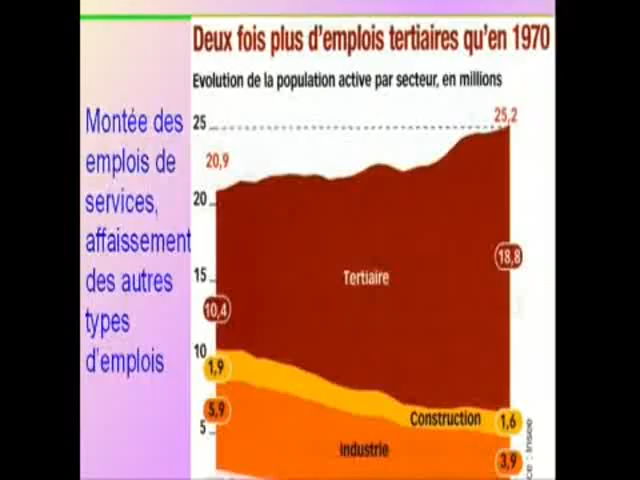 Deux fois plus d'emplois tertiaires qu'en 1970
Evolution de la population active par secteur, en millions
Montée des
emplois de
services,
affaissement
des autres
types
d'emplois
25
25,2
20,9
20
18,8
15
Tertiaire
10,4
10
1,9
5,9
Construction
1,6
5
Industrie
3,9
ce : Insee